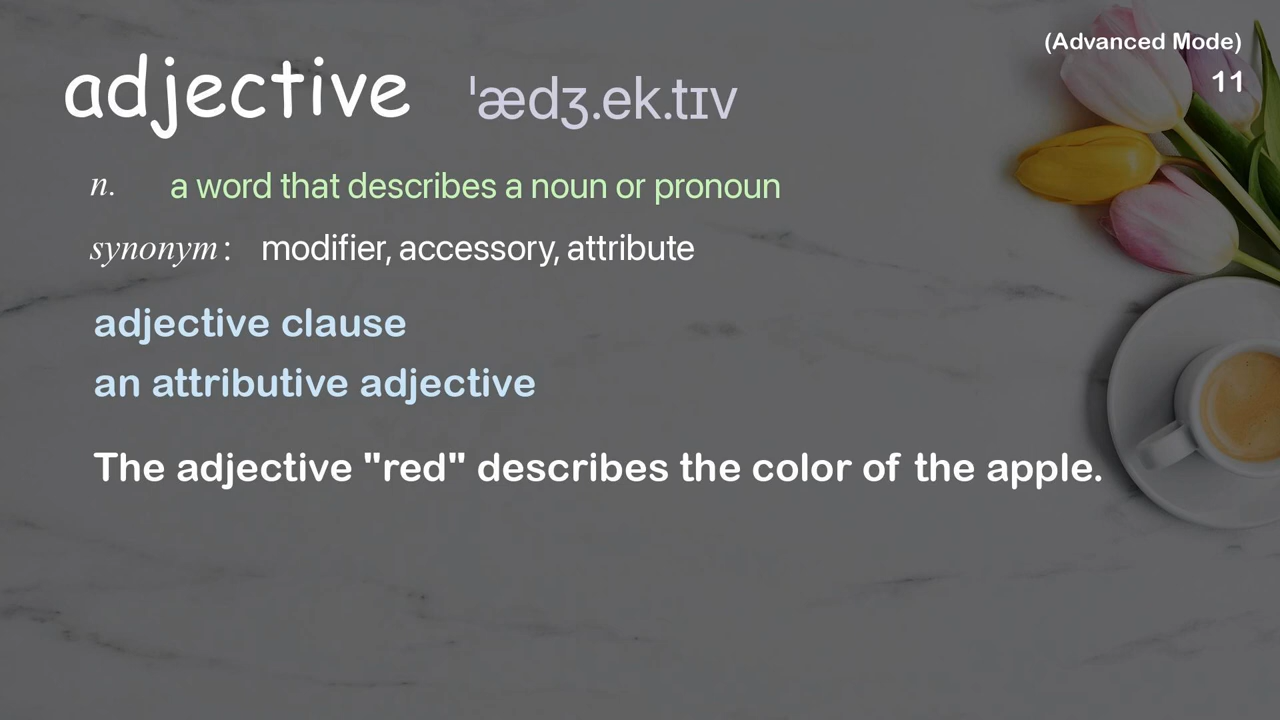 (Advanced Mode)
11
adjective ˈædʒ.ek.tɪv
n. a word that describes a noun or pronoun
synonym: modifier, accessory, attribute
adjective clause
an attributive adjective
The adjective "red" describes the color of the apple.